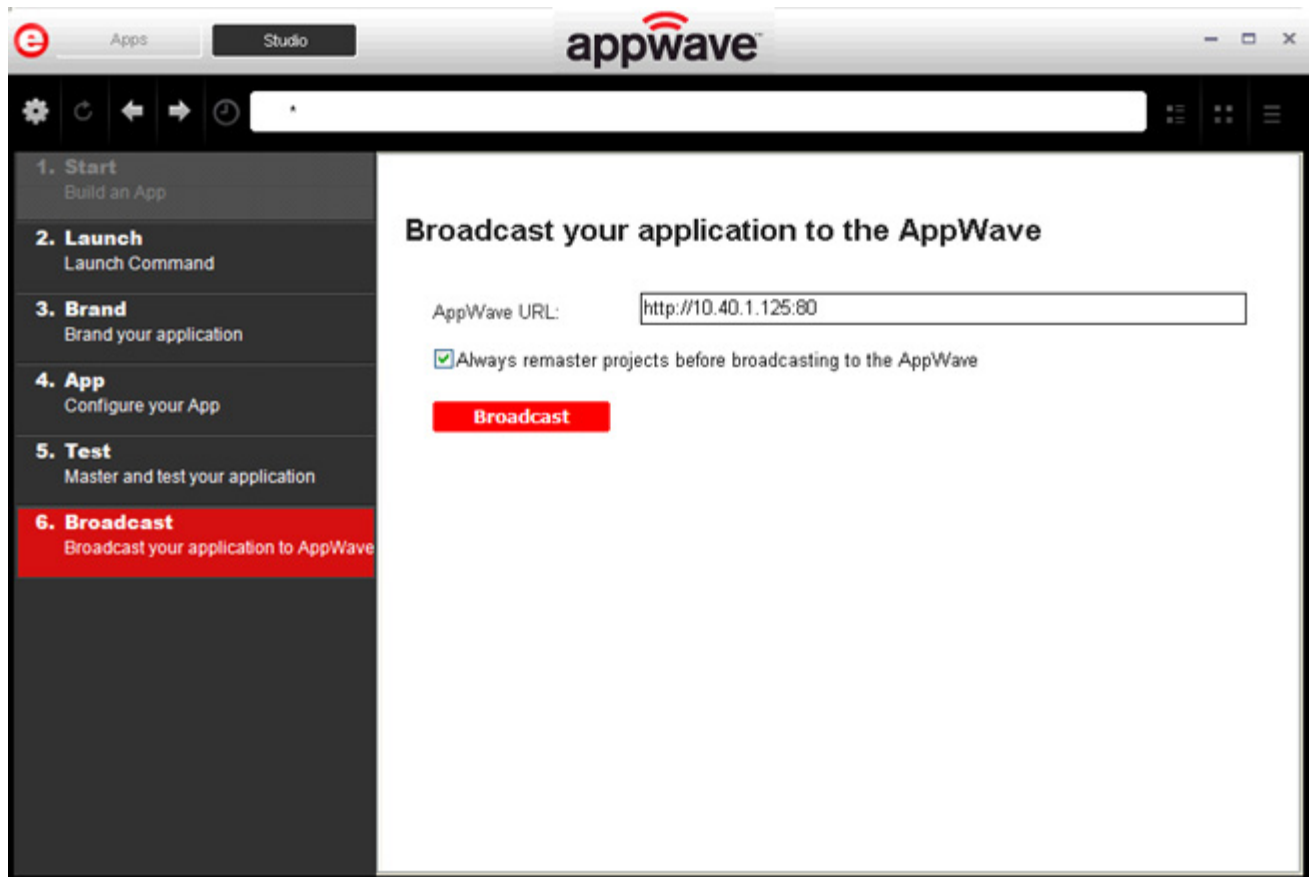 e
Apps
Studio
appwave™
*
1. Start
Build an App
2. Launch
Launch Command
3. Brand
Brand your application
4. App
Configure your App
5. Test
Master and test your application
6. Broadcast
Broadcast your application to AppWave
Broadcast your application to the AppWave
AppWave URL:
http://10.40.1.125:80
Always remaster projects before broadcasting to the AppWave
Broadcast